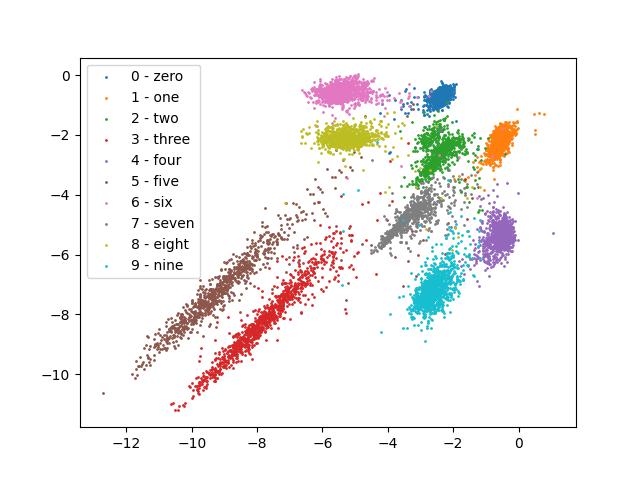 0 - zero
1 - one
2 - two
3 - three
4 - four
5 - five
6 - six
7 - seven
8 - eight
9 - nine
0
−2
−4
−6
−8
−10
−12 −10 −8 −6 −4 −2 0